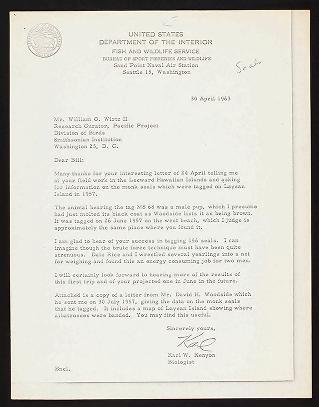 UNITED STATES
DEPARTMENT OF THE INTERIOR
FISH AND WILDLIFE SERVICE
BUREAU OF SPORT FISHERIES AND WILDLIFE
Sand Point Naval Air Station
Seattle 15, Washington
Seals
30 April 1963
Mr. William O. Wirtz II
Research Curator, Pacific Project
Division of Birds
Smithsonian Institution
Washington 25, D. C.
Dear Bill:
Many thanks for your interesting letter of 24 April telling me
of your field work in the Leeward Hawaiian Islands and asking
for information on the monk seals which were tagged on Laysan
Island in 1957.
The animal bearing the tag MS 68 was a male pup, which I presume
had just molted its black coat as Woodside lists it as being brown.
It was tagged on 26 June 1957 on the west beach, which I judge is
approximately the same place where you found it.
I am glad to hear of your success in tagging 356 seals. I can
imagine though the brute force technique must have been quite
strenuous. Dale Rice and I wrestled several yearlings into a net
for weighing and found this an energy consuming job for two men.
I will certainly look forward to hearing more of the results of
this first trip and of your projected one in June in the future.
Attached is a copy of a letter from Mr. David H. Woodside which
he sent me on 30 July 1957, giving the data on the monk seals
that he tagged. It includes a map of Laysan Island showing where
albatrosses were banded. You may find this useful.
Sincerely yours,
Karl
Karl W. Kenyon
Biologist
Encl.